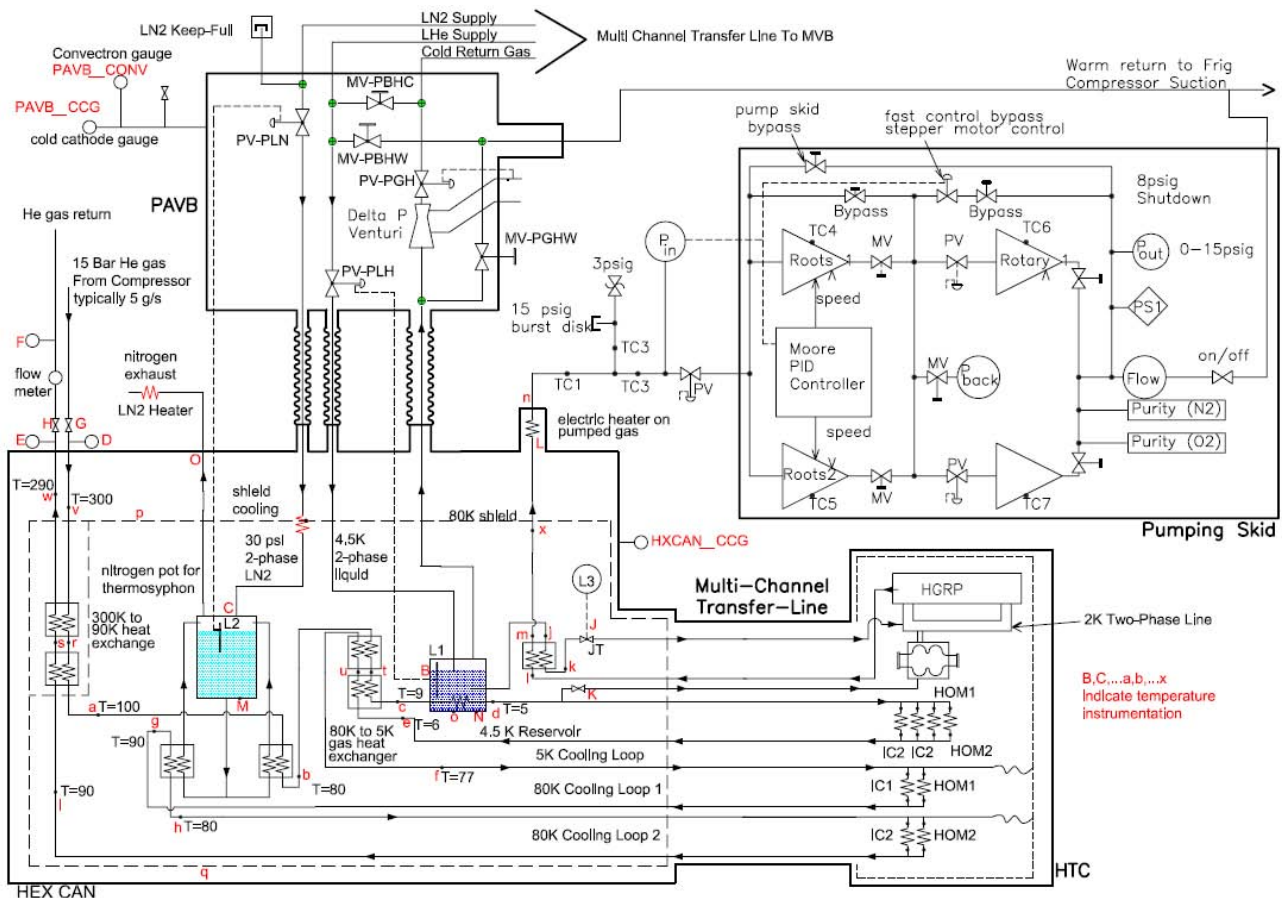 LN2 Keep-Full
LN2 Supply
LHe Supply
Cold Return Gas
Multi Channel Transfer Line To MVB
Convectron gauge
PAVB_CONV
PAVB_CCG
cold cathode gauge
MV-PBHC
PV-PLN
MV-PBHW
PV-PGH
PAVB
Delta P
Venturi
MV-PGHW
PV-PLH
Warm return to Frig
Compressor Suction
pump skid
bypass
fast control bypass
stepper motor control
8psig
Shutdown
Bypass
Bypass
TC4
MV
PV
TC6
P in
Roots 1
Rotary 1
P out
0-15psig
3psig
15 psig
burst disk
speed
PS1
TC3
Moore
PID
Controller
MV
P back
on/off
TC1
TC3
PV
Flow
Purity (N2)
Purity (O2)
speed
Roots2
TC5
MV
PV
TC7
Pumping Skid
He gas return
15 Bar He gas
From Compressor
typically 5 g/s
F
flow
meter
nitrogen
exhaust
LN2 Heater
H
G
E
D
n
electric heater on
pumped gas
L
O
T=290
w
T=300
v
shield
cooling
p
80K shield
x
HXCAN_CCG
30 psi
2-phase
LN2
4.5K
2-phase
liquid
nitrogen pot for
thermosyphon
C
L2
L3
Multi-Channel
Transfer-Line
HGRP
2K Two-Phase Line
300K to
90K heat
exchange
s
r
J
JT
m
j
k
l
u
t
L1
B
K
T=9
c
o
N
d
T=5
HOM1
B,C,...a,b,...x
Indicate temperature
instrumentation
M
a
T=100
g
T=90
80K to 5K
gas heat
exchanger
e
T=6
4.5 K Reservoir
IC2
IC2
HOM2
5K Cooling Loop
b
T=80
f
T=77
80K Cooling Loop 1
IC1
HOM1
T=90
l
h
T=80
80K Cooling Loop 2
IC2
HOM2
q
HEX CAN
HTC